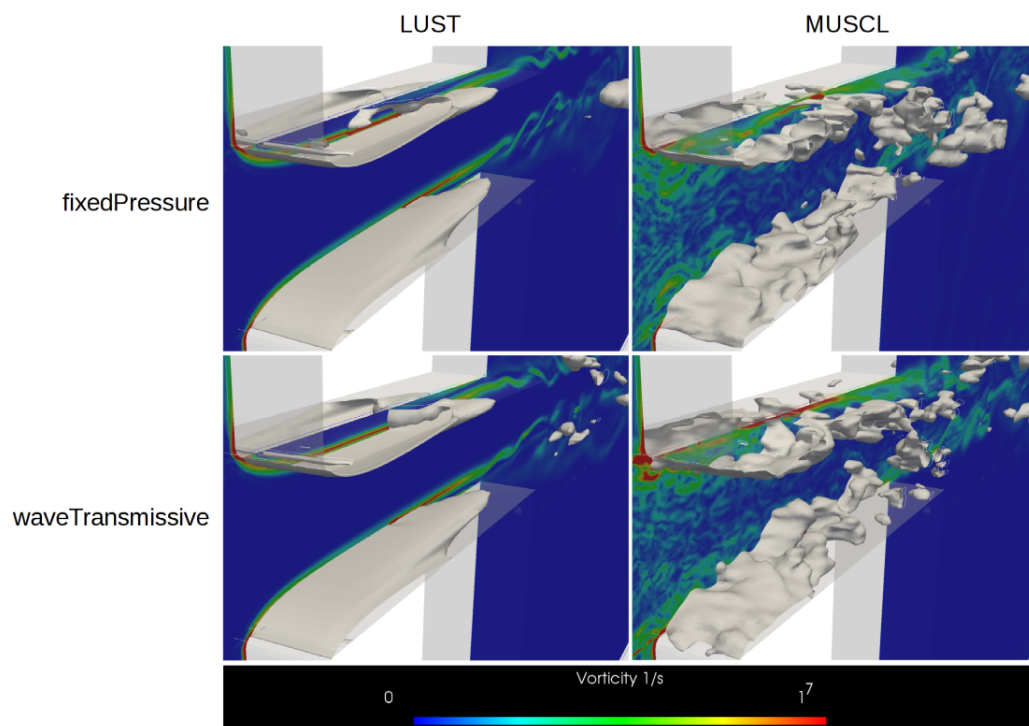 LUST MUSCL
fixedPressure
waveTransmissive
Vorticity 1/s
0 1⁷